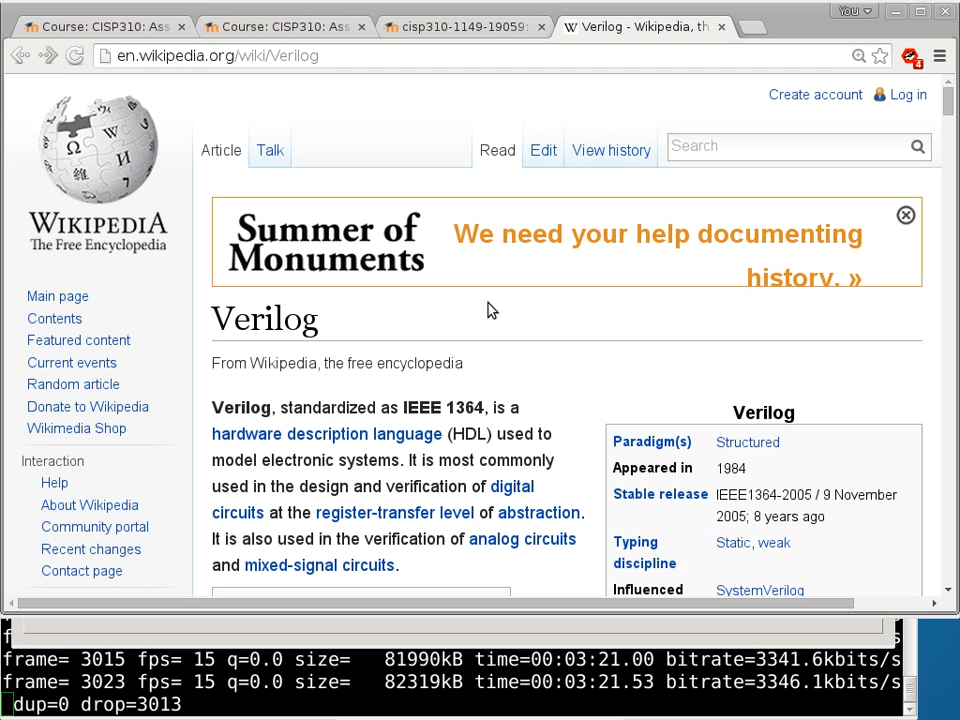 You
Course: CISP310: Ass
Course: CISP310: Ass
cisp310-1149-19059:
Verilog - Wikipedia, th
en.wikipedia.org/wiki/Verilog
4
Create account Log in
Article Talk Read Edit View history Search
WIKIPEDIA
The Free Encyclopedia
Summer of
Monuments
We need your help documenting
history. »
Main page
Contents
Featured content
Current events
Random article
Donate to Wikipedia
Wikimedia Shop
Interaction
Help
About Wikipedia
Community portal
Recent changes
Contact page
Verilog
From Wikipedia, the free encyclopedia
Verilog, standardized as IEEE 1364, is a
hardware description language (HDL) used to
model electronic systems. It is most commonly
used in the design and verification of digital
circuits at the register-transfer level of abstraction.
It is also used in the verification of analog circuits
and mixed-signal circuits.
Verilog
Paradigm(s) Structured
Appeared in 1984
Stable release IEEE1364-2005 / 9 November
2005; 8 years ago
Typing Static, weak
discipline
Influenced SystemVerilog
frame= 3015 fps= 15 q=0.0 size=   81990kB time=00:03:21.00 bitrate=3341.6kbits/s
frame= 3023 fps= 15 q=0.0 size=   82319kB time=00:03:21.53 bitrate=3346.1kbits/s
dup=0 drop=3013